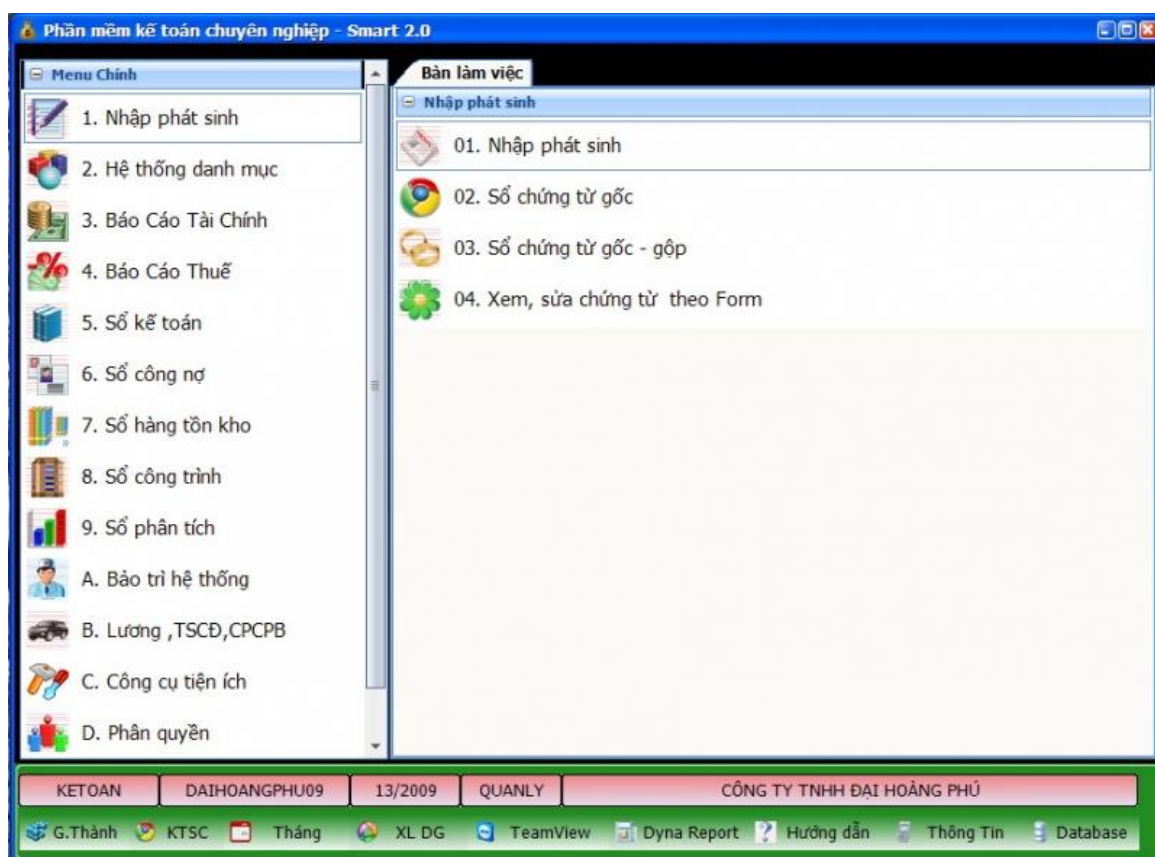 Phần mềm kế toán chuyên nghiệp - Smart 2.0
Menu Chính
1. Nhập phát sinh
2. Hệ thống danh mục
3. Báo Cáo Tài Chính
4. Báo Cáo Thuế
5. Sổ kế toán
6. Sổ công nợ
7. Sổ hàng tồn kho
8. Sổ công trình
9. Sổ phân tích
A. Bảo trì hệ thống
B. Lương ,TSCĐ,CPCPB
C. Công cụ tiện ích
D. Phân quyền
Bàn làm việc
Nhập phát sinh
01. Nhập phát sinh
02. Sổ chứng từ gốc
03. Sổ chứng từ gốc - gộp
04. Xem, sửa chứng từ theo Form
KETOAN DAIHOANGPHU09 13/2009 QUANLY CÔNG TY TNHH ĐẠI HOÀNG PHÚ
G.Thành KTSC Tháng XL DG TeamView Dyna Report Hướng dẫn Thông Tin Database